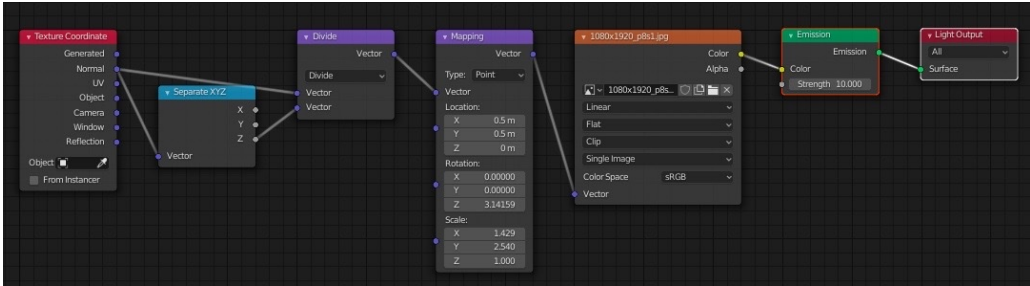 Texture Coordinate
Generated
Normal
UV
Object
Camera
Window
Reflection
Object
From Instancer
Separate XYZ
X
Y
Z
Vector
Divide
Vector
Divide
Vector
Vector
Mapping
Vector
Type: Point
Vector
Location:
X 0.5 m
Y 0.5 m
Z 0 m
Rotation:
X 0.00000
Y 0.00000
Z 3.14159
Scale:
X 1.429
Y 2.540
Z 1.000
1080x1920_p8s1.jpg
Color
Alpha
1080x1920_p8s...
Linear
Flat
Clip
Single Image
Color Space sRGB
Vector
Emission
Emission
Color
Strength 10.000
Light Output
All
Surface